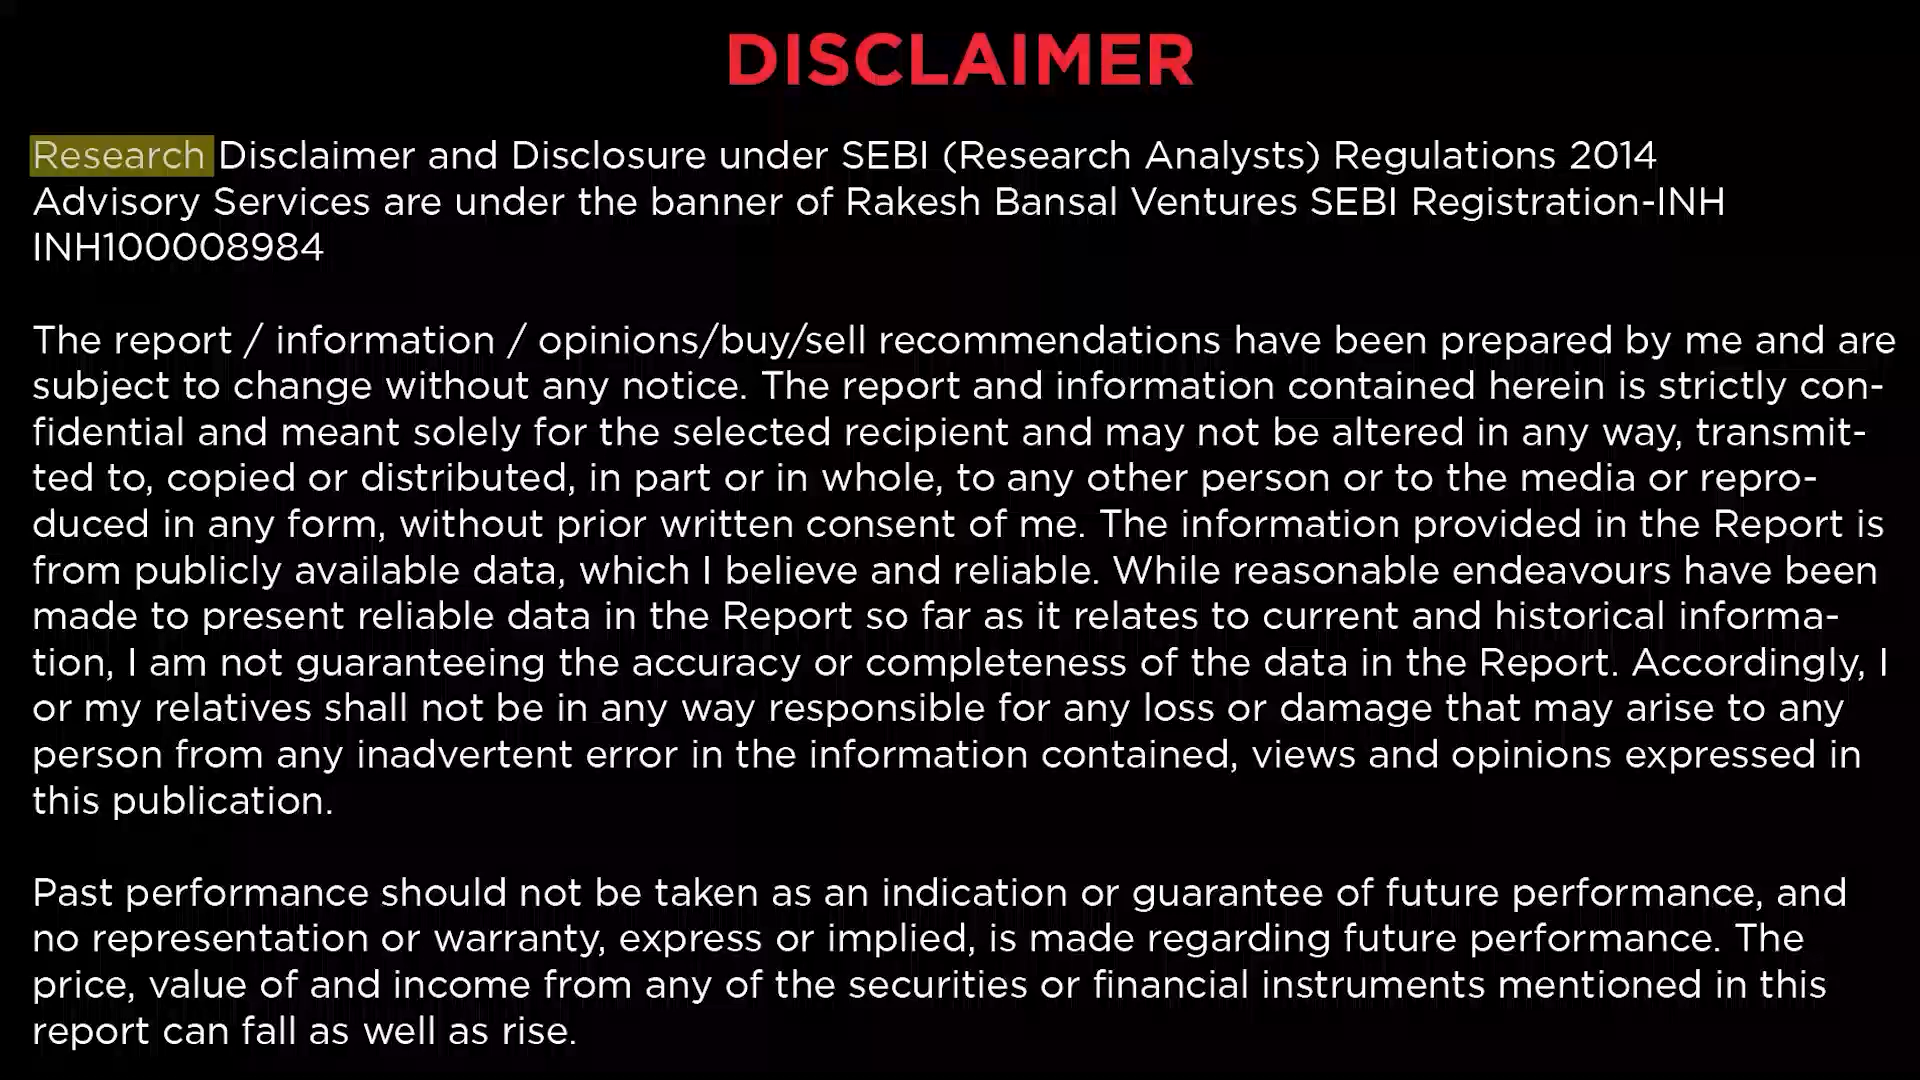 DISCLAIMER
Research Disclaimer and Disclosure under SEBI (Research Analysts) Regulations 2014
Advisory Services are under the banner of Rakesh Bansal Ventures SEBI Registration-INH
INH100008984
The report / information / opinions/buy/sell recommendations have been prepared by me and are
subject to change without any notice. The report and information contained herein is strictly con-
fidential and meant solely for the selected recipient and may not be altered in any way, transmit-
ted to, copied or distributed, in part or in whole, to any other person or to the media or repro-
duced in any form, without prior written consent of me. The information provided in the Report is
from publicly available data, which I believe and reliable. While reasonable endeavours have been
made to present reliable data in the Report so far as it relates to current and historical informa-
tion, I am not guaranteeing the accuracy or completeness of the data in the Report. Accordingly, I
or my relatives shall not be in any way responsible for any loss or damage that may arise to any
person from any inadvertent error in the information contained, views and opinions expressed in
this publication.
Past performance should not be taken as an indication or guarantee of future performance, and
no representation or warranty, express or implied, is made regarding future performance. The
price, value of and income from any of the securities or financial instruments mentioned in this
report can fall as well as rise.